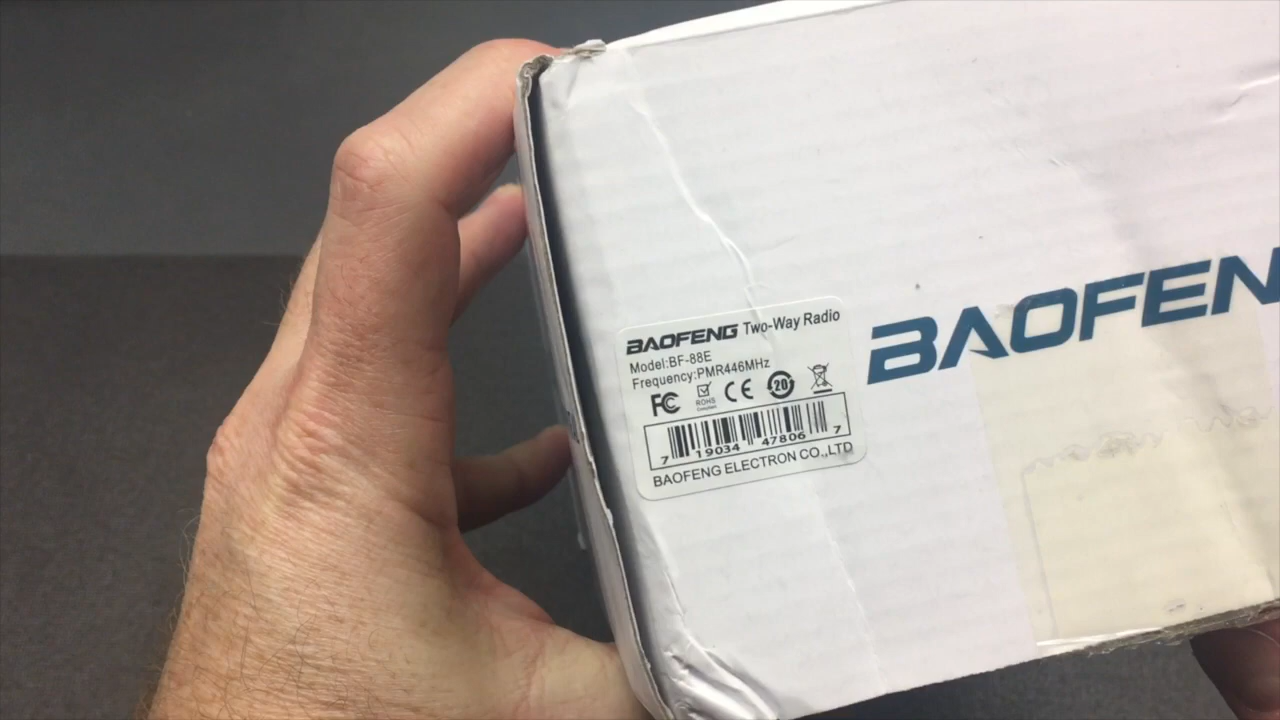 BAOFENG Two-Way Radio
Model:BF-88E
Frequency:PMR446MHz
FC ROHS CE 20
7 19034 47806 7
BAOFENG ELECTRON CO.,LTD
BAOFEN